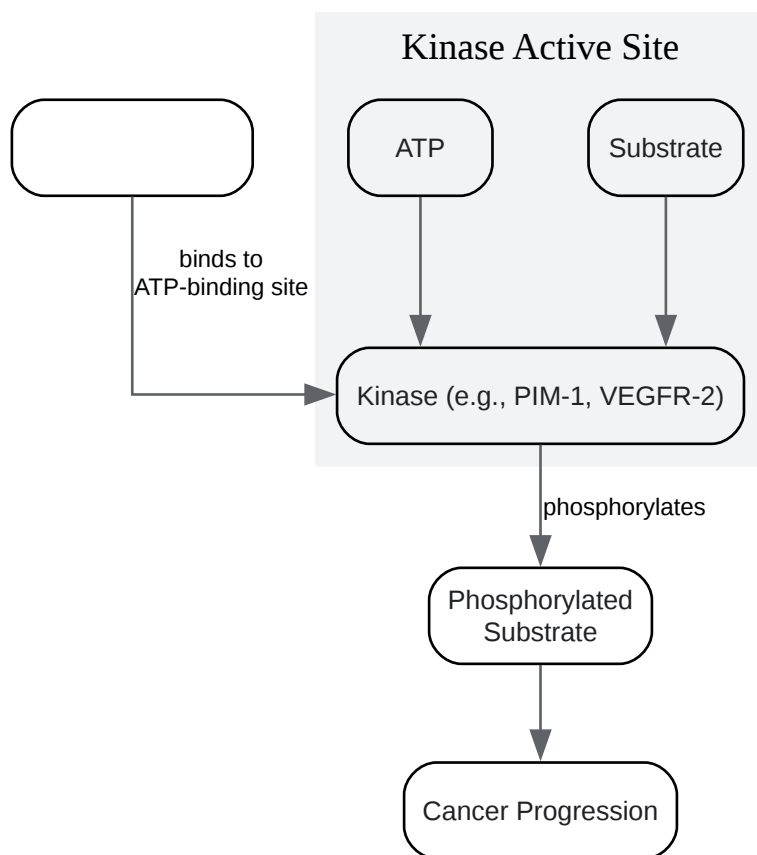 Kinase Active Site
ATP
Substrate
binds to
ATP-binding site
Kinase (e.g., PIM-1, VEGFR-2)
phosphorylates
Phosphorylated
Substrate
Cancer Progression